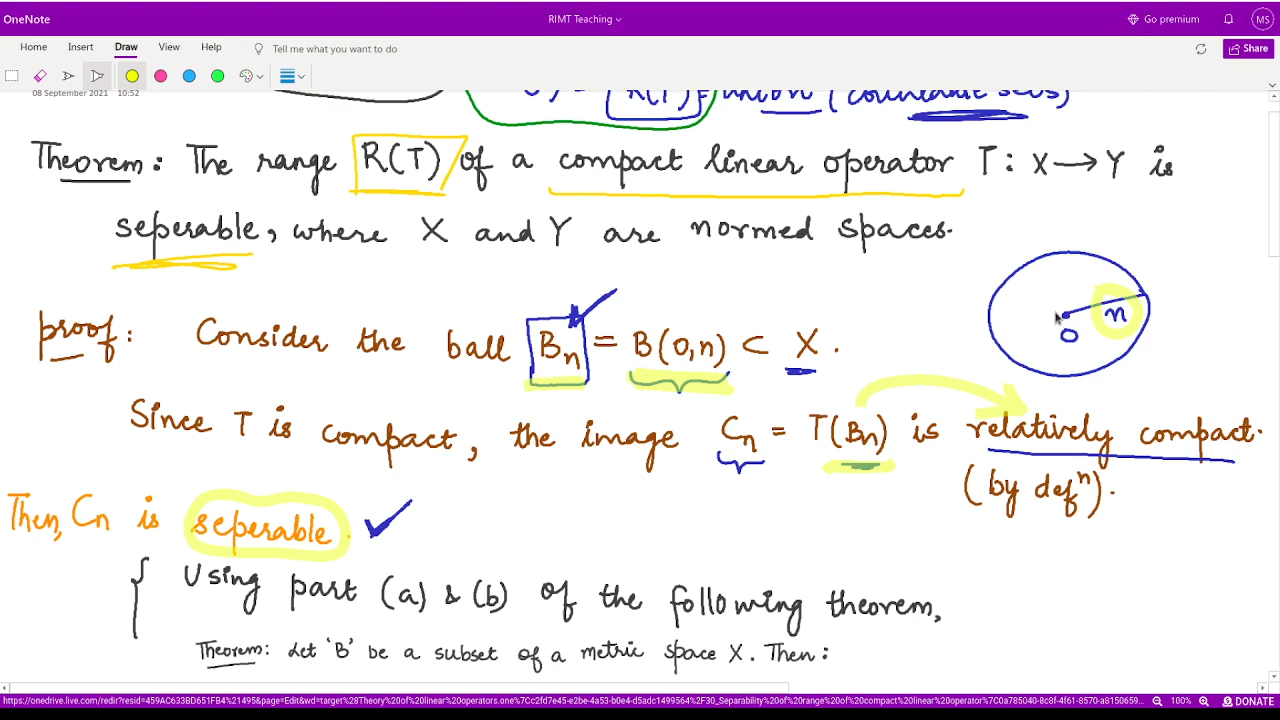 OneNote
RIMT Teaching
Go premium
MS
Home Insert Draw View Help Tell me what you want to do
Share
08 September 2021 10:52
R(T) = union (countable sets)
Theorem: The range R(T) of a compact linear operator T: X → Y is
seperable, where X and Y are normed spaces.
proof: Consider the ball Bn = B(0,n) ⊂ X.
n
0
Since T is compact, the image Cn = T(Bn) is relatively compact.
(by defⁿ).
Then, Cn is seperable.
{ Using part (a) & (b) of the following theorem,
Theorem: Let 'B' be a subset of a metric space X. Then:
100%
DONATE